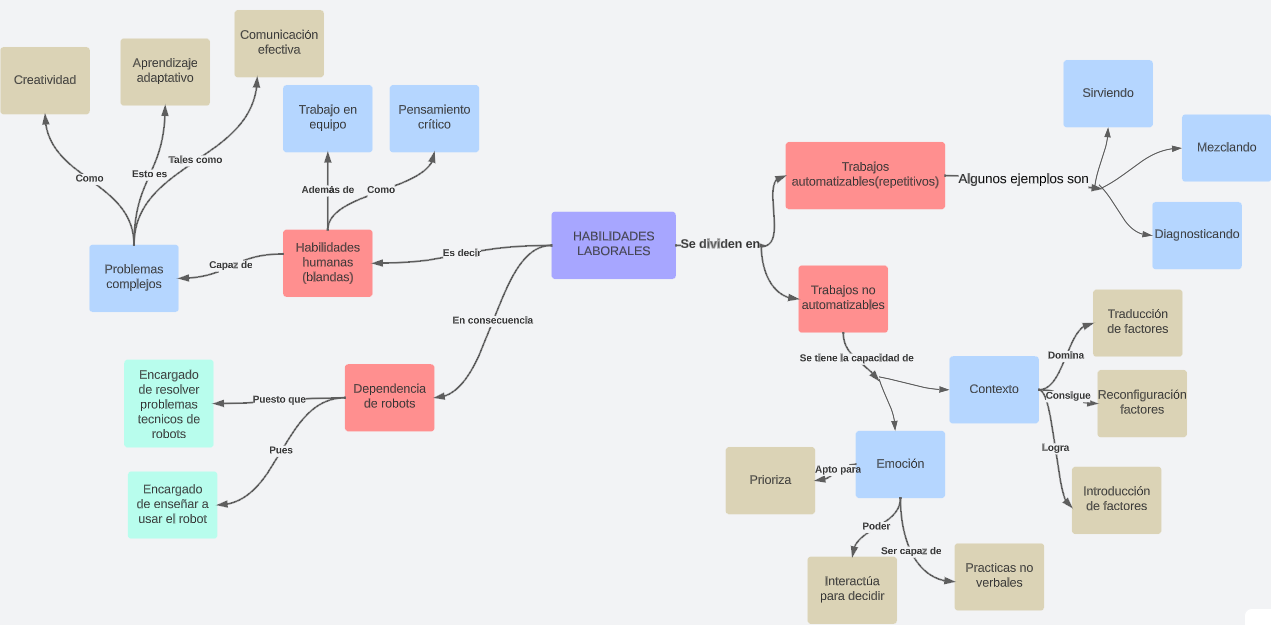 Comunicación
efectiva
Aprendizaje
adaptativo
Creatividad
Trabajo en
equipo
Pensamiento
crítico
Tales como
Esto es
Como
Además de
Como
Habilidades
humanas
(blandas)
Capaz de
Problemas
complejos
Es decir
HABILIDADES
LABORALES
Se dividen en
En consecuencia
Dependencia
de robots
Puesto que
Encargado
de resolver
problemas
tecnicos de
robots
Pues
Encargado
de enseñar a
usar el robot
Trabajos
automatizables(repetitivos)
Algunos ejemplos son
Sirviendo
Mezclando
Diagnosticando
Trabajos no
automatizables
Se tiene la capacidad de
Contexto
Domina
Traducción
de factores
Consigue
Reconfiguración
factores
Logra
Introducción
de factores
Emoción
Apto para
Prioriza
Poder
Interactúa
para decidir
Ser capaz de
Practicas no
verbales